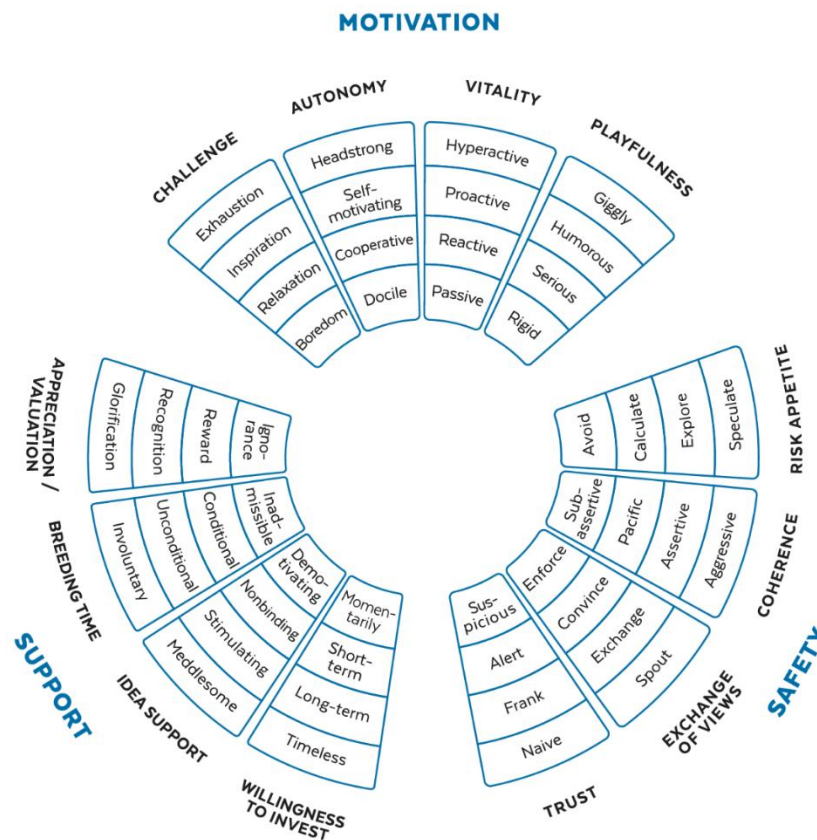 MOTIVATION
CHALLENGE
Exhaustion
Inspiration
Relaxation
Boredom
AUTONOMY
Headstrong
Self-
motivating
Cooperative
Docile
VITALITY
Hyperactive
Proactive
Reactive
Passive
PLAYFULNESS
Giggly
Humorous
Serious
Rigid
RISK APPETITE
Avoid
Calculate
Explore
Speculate
COHERENCE
Sub-
assertive
Pacific
Assertive
Aggressive
SAFETY
EXCHANGE
OF VIEWS
Enforce
Convince
Exchange
Spout
TRUST
Sus-
picious
Alert
Frank
Naive
WILLINGNESS
TO INVEST
Momen-
tarily
Short-
term
Long-term
Timeless
IDEA SUPPORT
Demo-
tivating
Nonbinding
Stimulating
Meddlesome
SUPPORT
BREEDING TIME
Inad-
missible
Conditional
Unconditional
Involuntary
APPRECIATION /
VALUATION
Glorification
Recognition
Reward
Igno-
rance